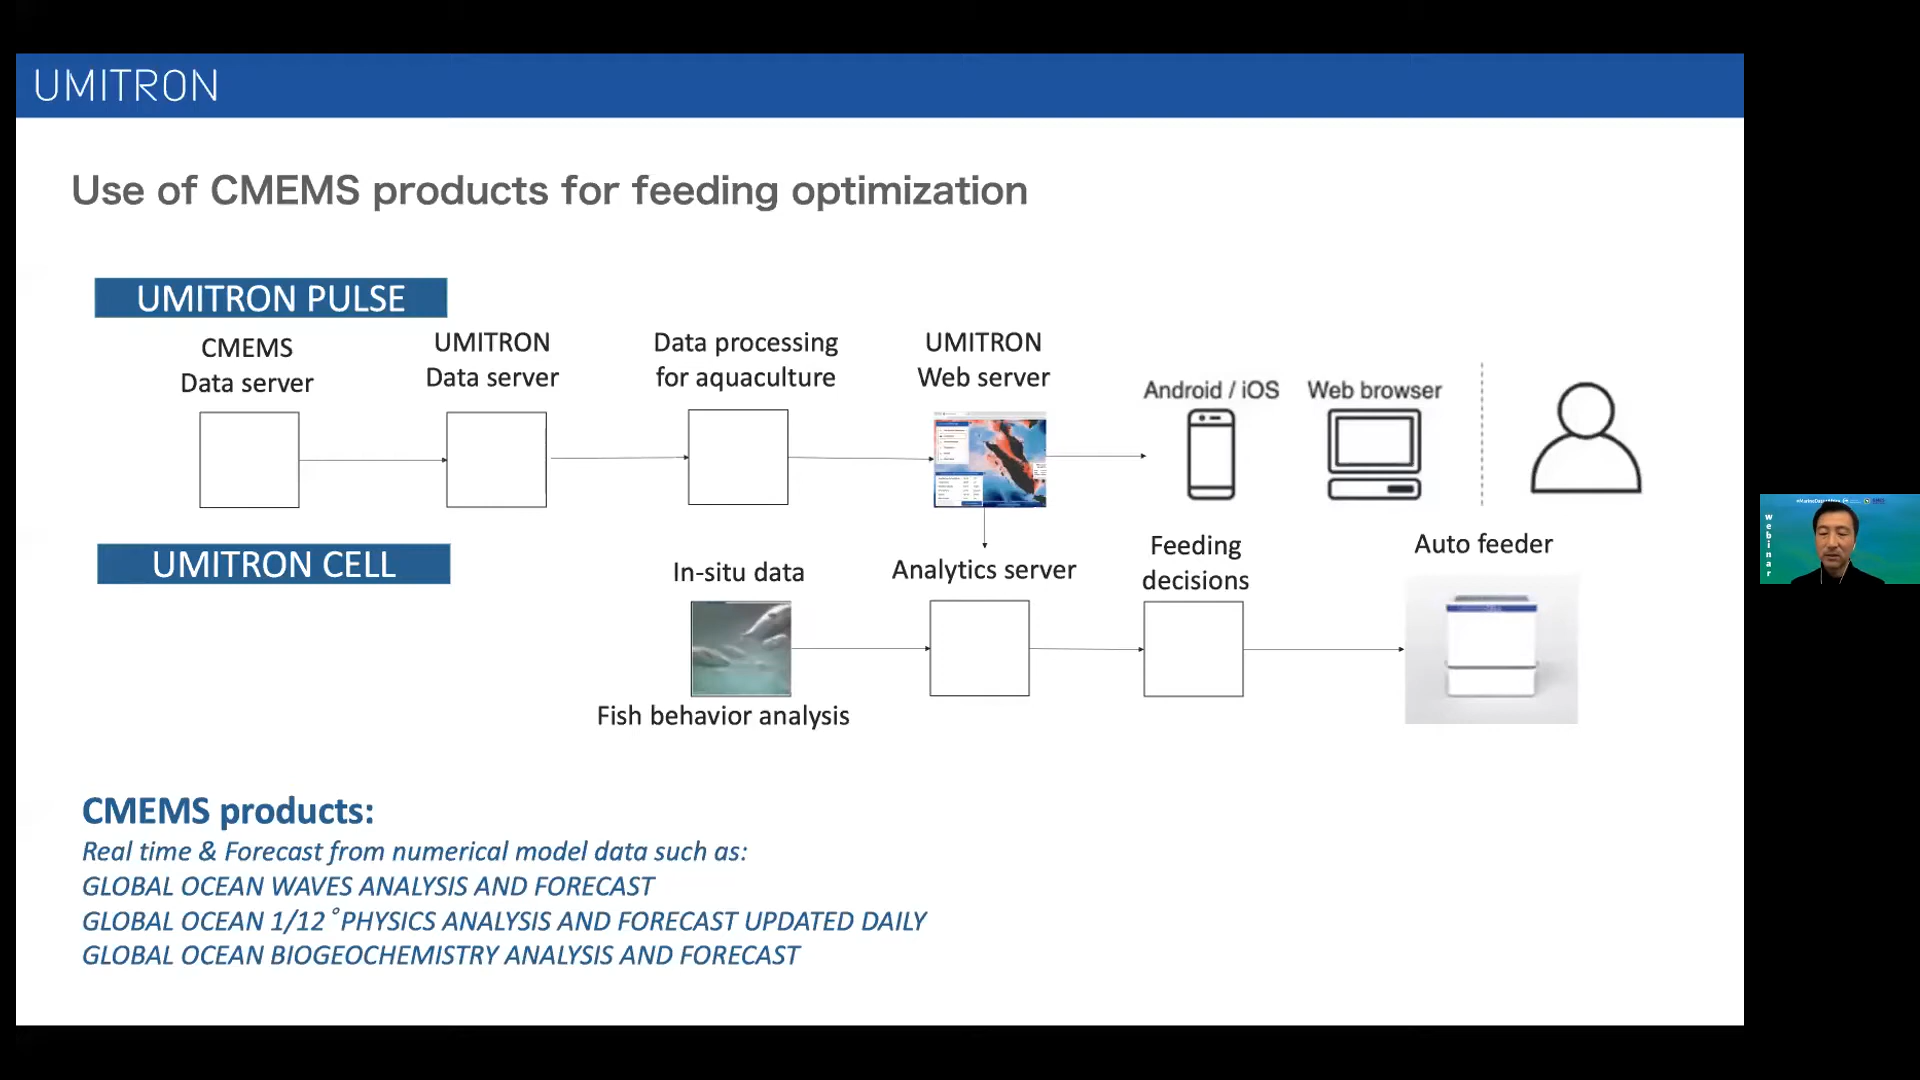 UMITRON
Use of CMEMS products for feeding optimization
UMITRON PULSE
CMEMS
Data server
UMITRON
Data server
Data processing
for aquaculture
UMITRON
Web server
Android / iOS
Web browser
UMITRON CELL
In-situ data
Fish behavior analysis
Analytics server
Feeding
decisions
Auto feeder
CMEMS products:
Real time & Forecast from numerical model data such as:
GLOBAL OCEAN WAVES ANALYSIS AND FORECAST
GLOBAL OCEAN 1/12° PHYSICS ANALYSIS AND FORECAST UPDATED DAILY
GLOBAL OCEAN BIOGEOCHEMISTRY ANALYSIS AND FORECAST
webinar